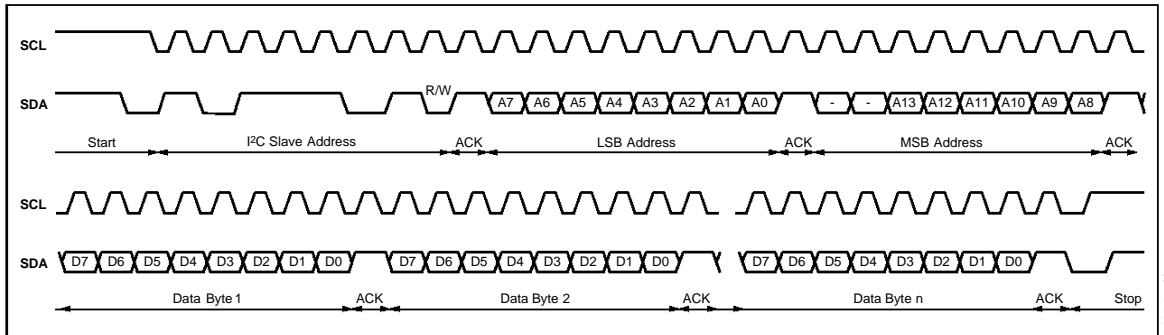 SCL
R/W
SDA A7 A6 A5 A4 A3 A2 A1 A0 - - A13 A12 A11 A10 A9 A8
Start I²C Slave Address ACK LSB Address ACK MSB Address ACK
SCL
SDA D7 D6 D5 D4 D3 D2 D1 D0 D7 D6 D5 D4 D3 D2 D1 D0 D7 D6 D5 D4 D3 D2 D1 D0
Data Byte 1 ACK Data Byte 2 ACK Data Byte n ACK Stop